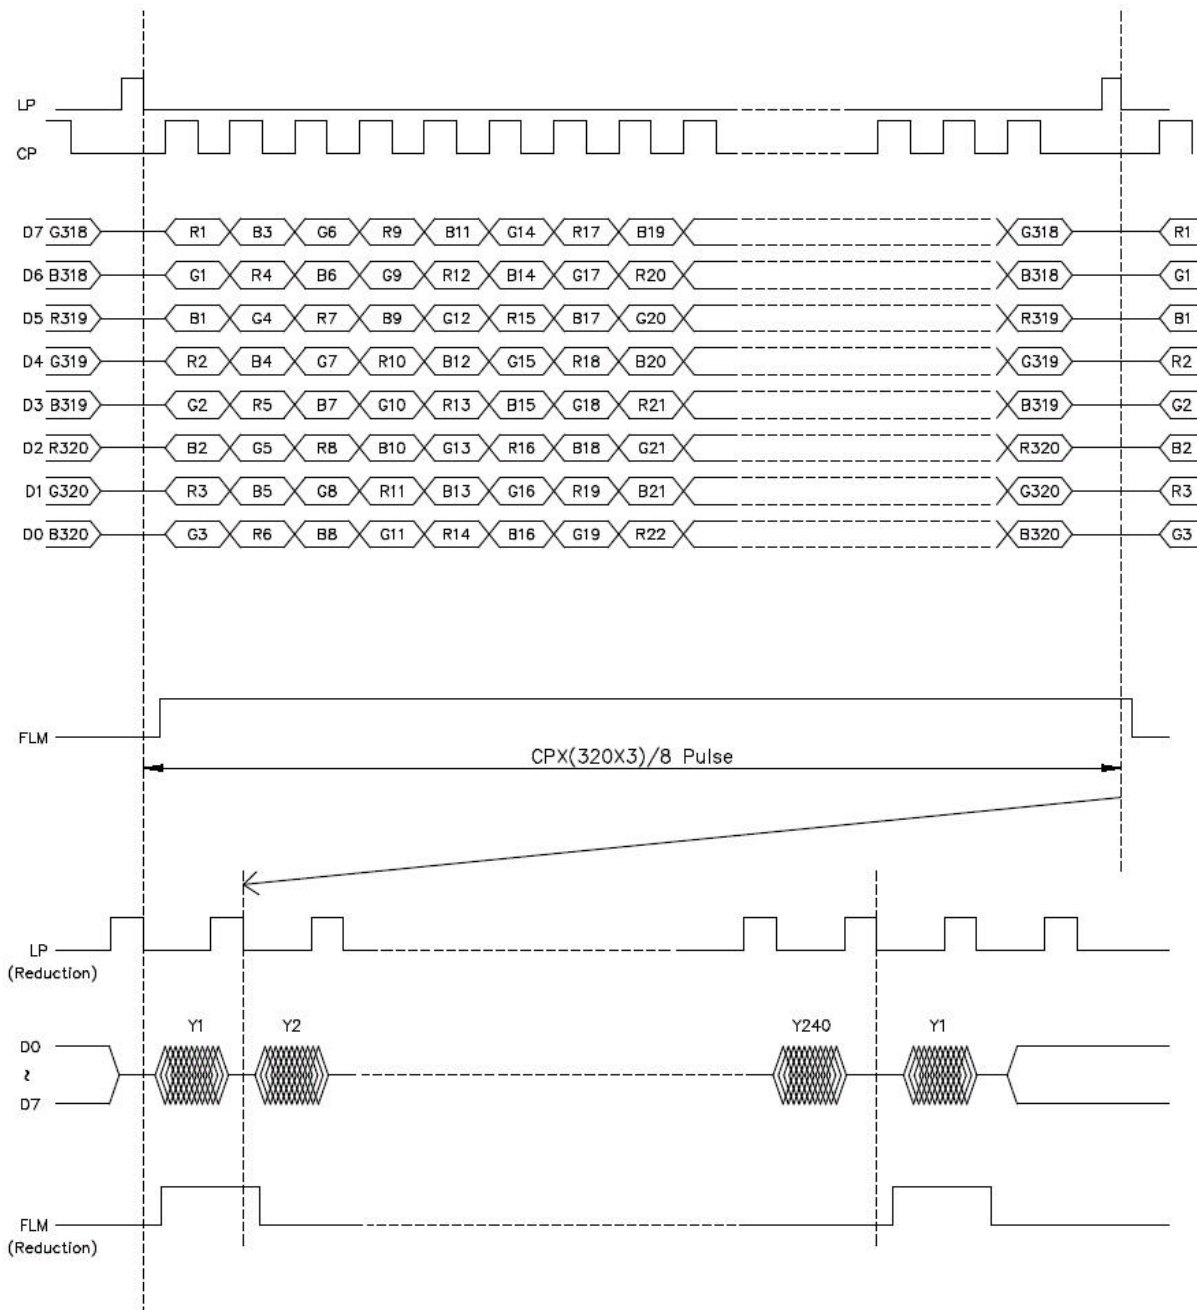 LP
CP
D7 G318 R1 B3 G6 R9 B11 G14 R17 B19 G318 R1
D6 B318 G1 R4 B6 G9 R12 B14 G17 R20 B318 G1
D5 R319 B1 G4 R7 B9 G12 R15 B17 G20 R319 B1
D4 G319 R2 B4 G7 R10 B12 G15 R18 B20 G319 R2
D3 B319 G2 R5 B7 G10 R13 B15 G18 R21 B319 G2
D2 R320 B2 G5 R8 B10 G13 R16 B18 G21 R320 B2
D1 G320 R3 B5 G8 R11 B13 G16 R19 B21 G320 R3
D0 B320 G3 R6 B8 G11 R14 B16 G19 R22 B320 G3
FLM
CPX(320X3)/8 Pulse
LP
(Reduction)
Y1 Y2 Y240 Y1
D0
~
D7
FLM
(Reduction)